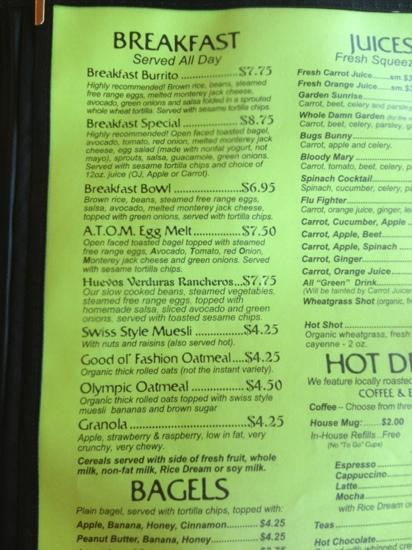 BREAKFAST
Served All Day
Breakfast Burrito ................$7.75
Highly recommended! Brown rice, beans, steamed
free range eggs, melted monterey jack cheese,
avocado, green onions and salsa folded in a sprouted
whole wheat tortilla. Served with sesame tortilla chips.
Breakfast Special ................$8.75
Highly recommended! Open faced toasted bagel,
avocado, tomato, red onion, melted monterey jack
cheese, egg salad (made with nonfat yogurt, not
mayo), sprouts, salsa, guacamole, green onions.
Served with sesame tortilla chips and choice of
12oz. juice (OJ, Apple or Carrot).
Breakfast Bowl ..................$6.95
Brown rice, beans, steamed free range eggs,
salsa, avocado, melted monterey jack cheese,
topped with green onions, served with tortilla chips.
A.T.O.M. Egg Melt..............$7.50
Open faced toasted bagel topped with steamed
free range eggs, Avocado, Tomato, red Onion,
Monterey jack cheese and green onions. Served
with sesame tortilla chips.
Huevos Verduras Rancheros...$7.75
Our slow cooked beans, steamed vegetables,
steamed free range eggs, topped with
homemade salsa, sliced avocado and green
onions, served with toasted sesame chips.
Swiss Style Muesli ..............$4.25
With nuts and raisins (also served hot).
Good ol' Fashion Oatmeal....$4.25
Organic thick rolled oats (not the instant variety).
Olympic Oatmeal ...............$4.50
Organic thick rolled oats topped with swiss style
muesli bananas and brown sugar
Granola ............................$4.25
Apple, strawberry & raspberry, low in fat, very
crunchy, very chewy.
Cereals served with side of fresh fruit, whole
milk, non-fat milk, Rice Dream or soy milk.
BAGELS
Plain bagel, served with tortilla chips, topped with:
Apple, Banana, Honey, Cinnamon..........$4.25
Peanut Butter, Banana, Honey...............$4.25
JUICES
Fresh Squeez
Fresh Carrot Juice........sm.$3
Fresh Orange Juice.......sm.$
Garden Sunrise
Carrot, beet, celery and parsley
Whole Damn Garden (for the
Carrot, beet, celery, parsley,
Bugs Bunny
Carrot, apple and celery.
Bloody Mary
Carrot, tomato, beet, celery, p
Spinach Cocktail
Spinach, cucumber, celery, pa
Flu Fighter
Carrot, orange juice, ginger, le
Carrot, Cucumber, Apple ..
Carrot, Apple, Beet
Carrot, Apple, Spinach
Carrot, Ginger
Carrot, Orange Juice
All "Green" Drink
(Will be tainted by Carrot Juice
Wheatgrass Shot (organic,
Hot Shot
Organic wheatgrass, fresh
cayenne - 2 oz.
HOT D
We feature locally roasted
COFFEE & E
Coffee – Choose from thre
House Mug: .......$2.00
In-House Refills..Free
(No "To Go" Cups)
Espresso
Cappuccino
Latte
Mocha
with Rice Dream or
Teas
Hot Chocolate